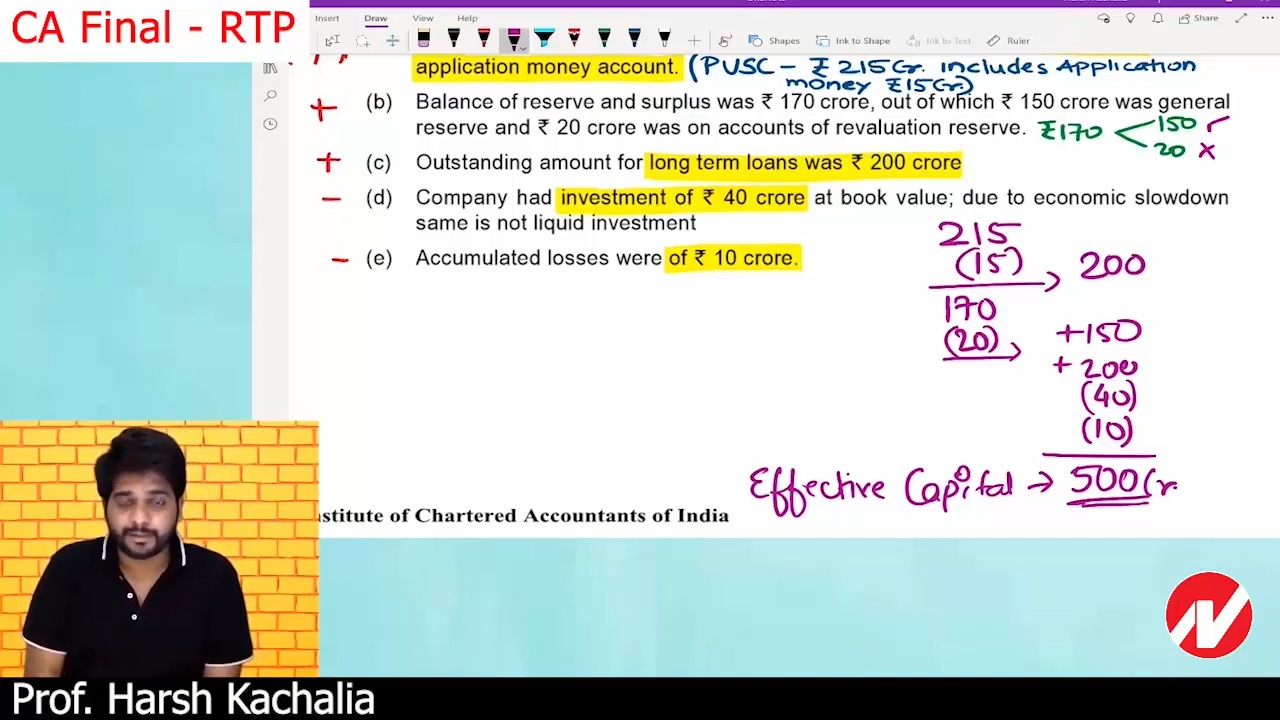 CA Final - RTP
Insert Draw View Help
Share
Shapes Ink to Shape Ink to Math Ruler
application money account. (PUSC - ₹ 215Cr. includes Application
money ₹15Cr)
+ (b) Balance of reserve and surplus was ₹ 170 crore, out of which ₹ 150 crore was general
reserve and ₹ 20 crore was on accounts of revaluation reserve. ₹170 < 150 ✓
20 x
+ (c) Outstanding amount for long term loans was ₹ 200 crore
- (d) Company had investment of ₹ 40 crore at book value; due to economic slowdown
same is not liquid investment
- (e) Accumulated losses were of ₹ 10 crore.
215
(15) 200
170
(20) +150
+ 200
(40)
(10)
Effective Capital → 500Cr.
stitute of Chartered Accountants of India
N
Prof. Harsh Kachalia